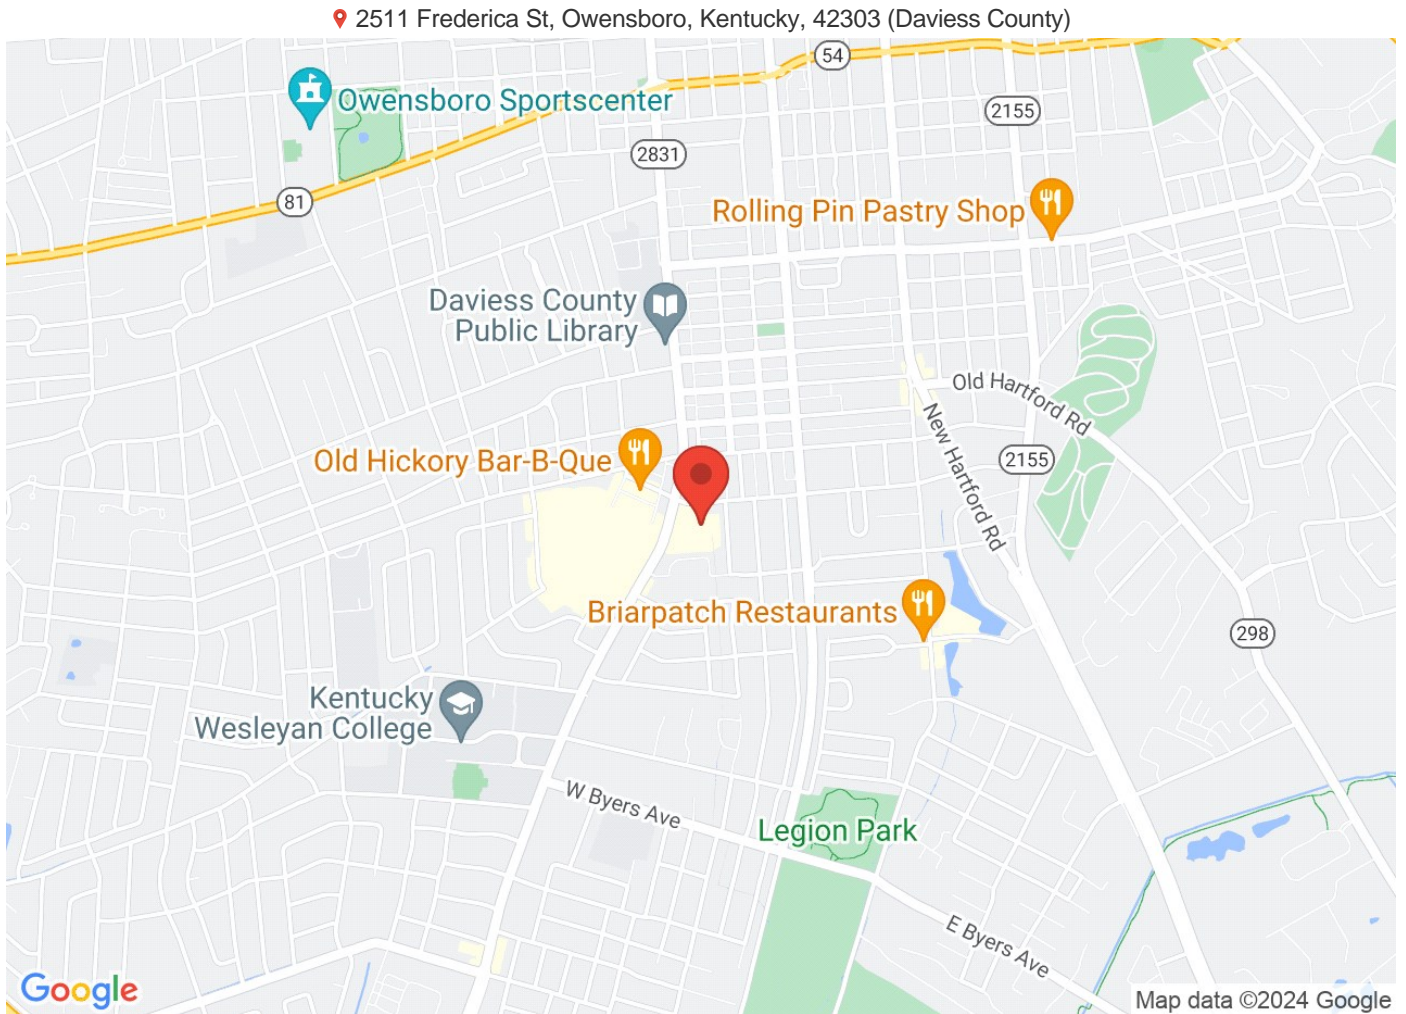 2511 Frederica St, Owensboro, Kentucky, 42303 (Daviess County)
54
Owensboro Sportscenter
2155
2831
81
Rolling Pin Pastry Shop
Daviess County
Public Library
Old Hartford Rd
New Hartford Rd
Old Hickory Bar-B-Que
2155
Briarpatch Restaurants
298
Kentucky
Wesleyan College
W Byers Ave
Legion Park
E Byers Ave
Google
Map data ©2024 Google